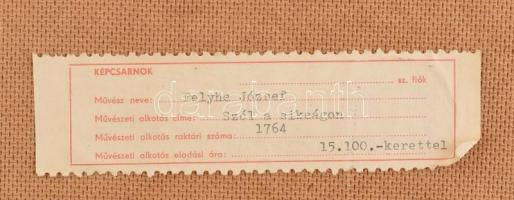 KÉPCSARNOK
sz. fiók
Művész neve: Pelyhe József
Művészeti alkotás címe: Szél a síkságon
Művészeti alkotás raktári száma: 1764
Művészeti alkotás eladási ára: 15.100.-kerettel
darabanth